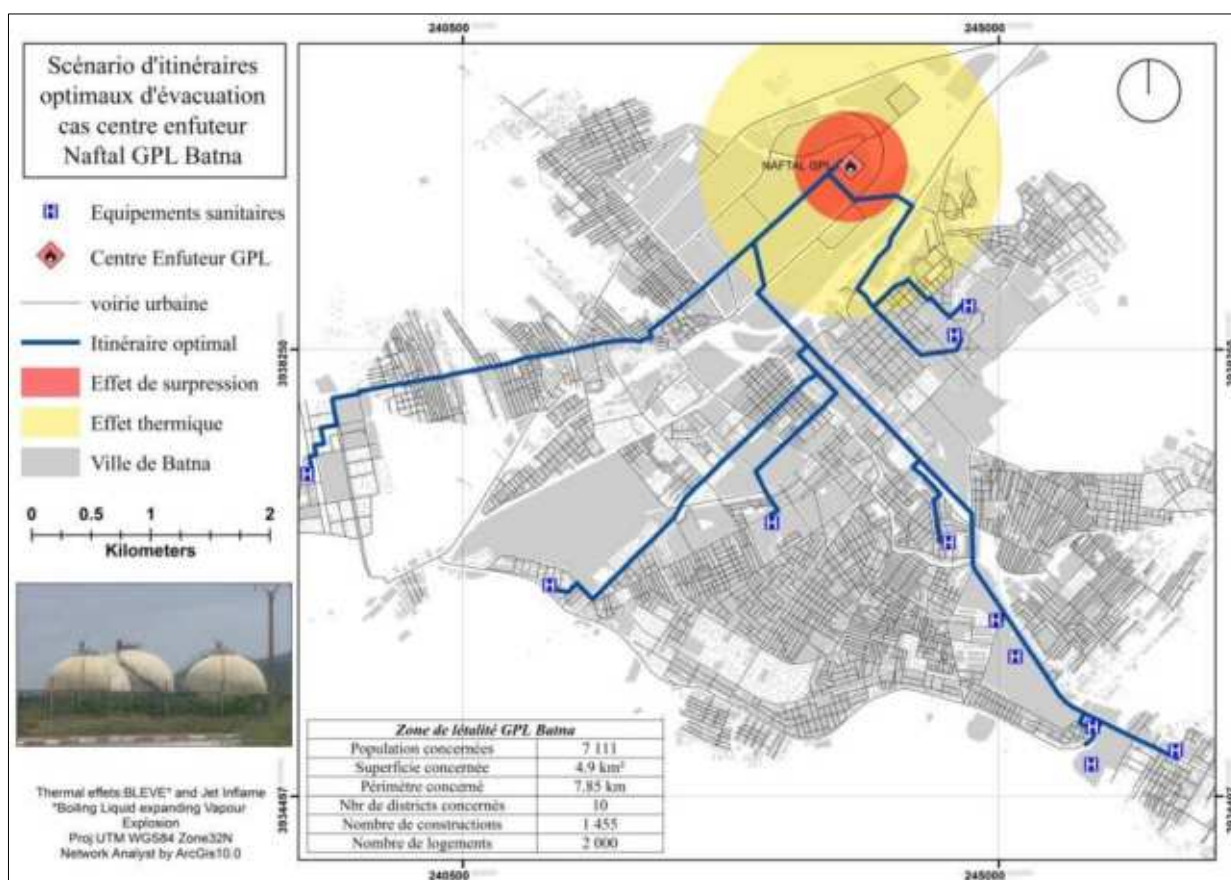 Scénario d'itinéraires
optimaux d'évacuation
cas centre enfuteur
Naftal GPL Batna
Equipements sanitaires
Centre Enfuteur GPL
voirie urbaine
Itinéraire optimal
Effet de surpression
Effet thermique
Ville de Batna
0 0.5 1 2
Kilometers
Thermal effets:BLEVE* and Jet Inflame
*Boiling Liquid expanding Vapour
Explosion
Proj:UTM WGS84 Zone32N
Network Analyst by ArcGis10.0
240500 245000
NAFTAL GPL
H
H
3938250
H
H
H
H
H
H
H
H
H
H
Zone de létalité GPL Batna
Population concernées 7 111
Superficie concernée 4.9 km²
Périmètre concerné 7.85 km
Nbr de districts concernés 10
Nombre de constructions 1 455
Nombre de logements 2 000
3934497
240500 245000